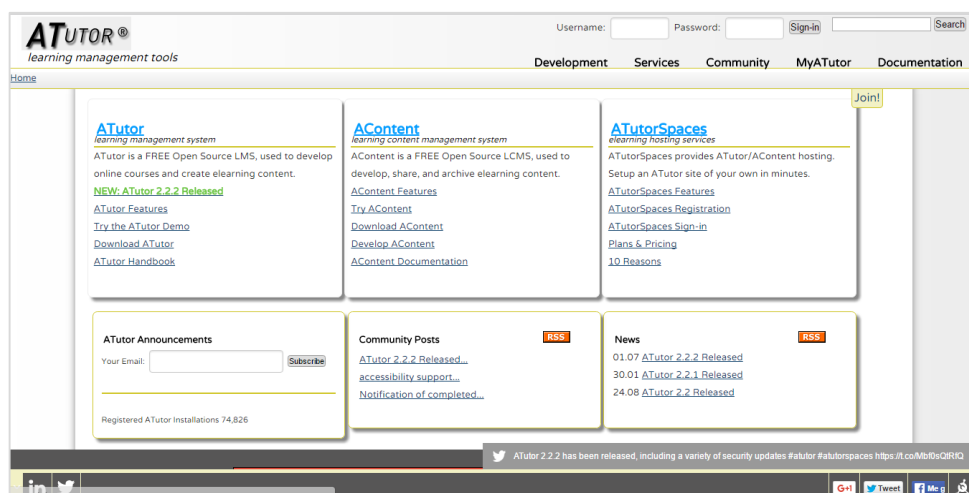 ATUTOR ®
learning management tools
Username: Password: Sign-in Search
Development Services Community MyATutor Documentation
Home
Join!
ATutor
learning management system
ATutor is a FREE Open Source LMS, used to develop
online courses and create elearning content.
NEW: ATutor 2.2.2 Released
ATutor Features
Try the ATutor Demo
Download ATutor
ATutor Handbook
AContent
learning content management system
AContent is a FREE Open Source LCMS, used to
develop, share, and archive elearning content.
AContent Features
Try AContent
Download AContent
Develop AContent
AContent Documentation
ATutorSpaces
elearning hosting services
ATutorSpaces provides ATutor/AContent hosting.
Setup an ATutor site of your own in minutes.
ATutorSpaces Features
ATutorSpaces Registration
ATutorSpaces Sign-in
Plans & Pricing
10 Reasons
ATutor Announcements
Your Email: Subscribe
Registered ATutor Installations 74,826
Community Posts RSS
ATutor 2.2.2 Released...
accessibility support...
Notification of completed...
News RSS
01.07 ATutor 2.2.2 Released
30.01 ATutor 2.2.1 Released
24.08 ATutor 2.2 Released
ATutor 2.2.2 has been released, including a variety of security updates #atutor #atutorspaces
in G+1 Tweet f Me g